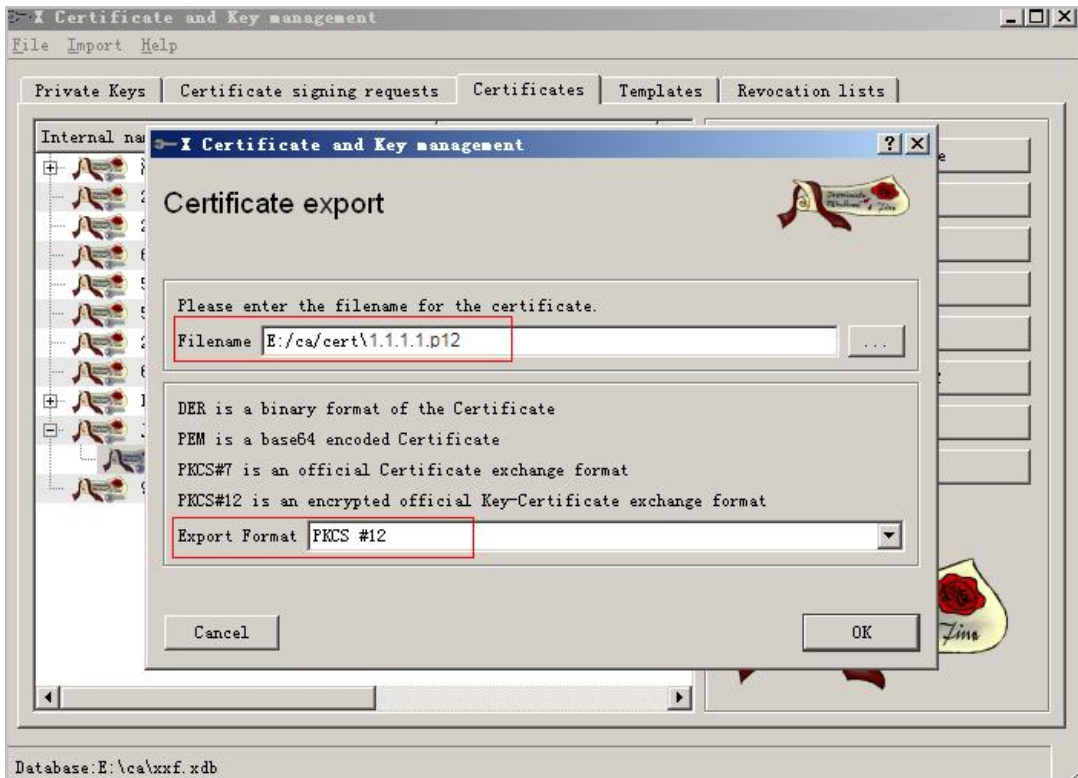 X Certificate and Key management
File Import Help
Private Keys Certificate signing requests Certificates Templates Revocation lists
Internal na
X Certificate and Key management
Certificate export
Please enter the filename for the certificate.
Filename E:/ca/cert\1.1.1.1.p12 ...
DER is a binary format of the Certificate
PEM is a base64 encoded Certificate
PKCS#7 is an official Certificate exchange format
PKCS#12 is an encrypted official Key-Certificate exchange format
Export Format PKCS #12
Cancel OK
Database:E:\ca\xxf.xdb